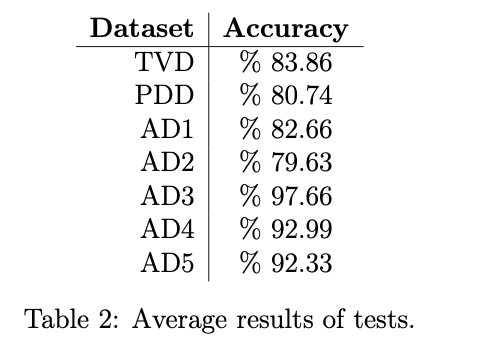 Dataset Accuracy
TVD % 83.86
PDD % 80.74
AD1 % 82.66
AD2 % 79.63
AD3 % 97.66
AD4 % 92.99
AD5 % 92.33
Table 2: Average results of tests.